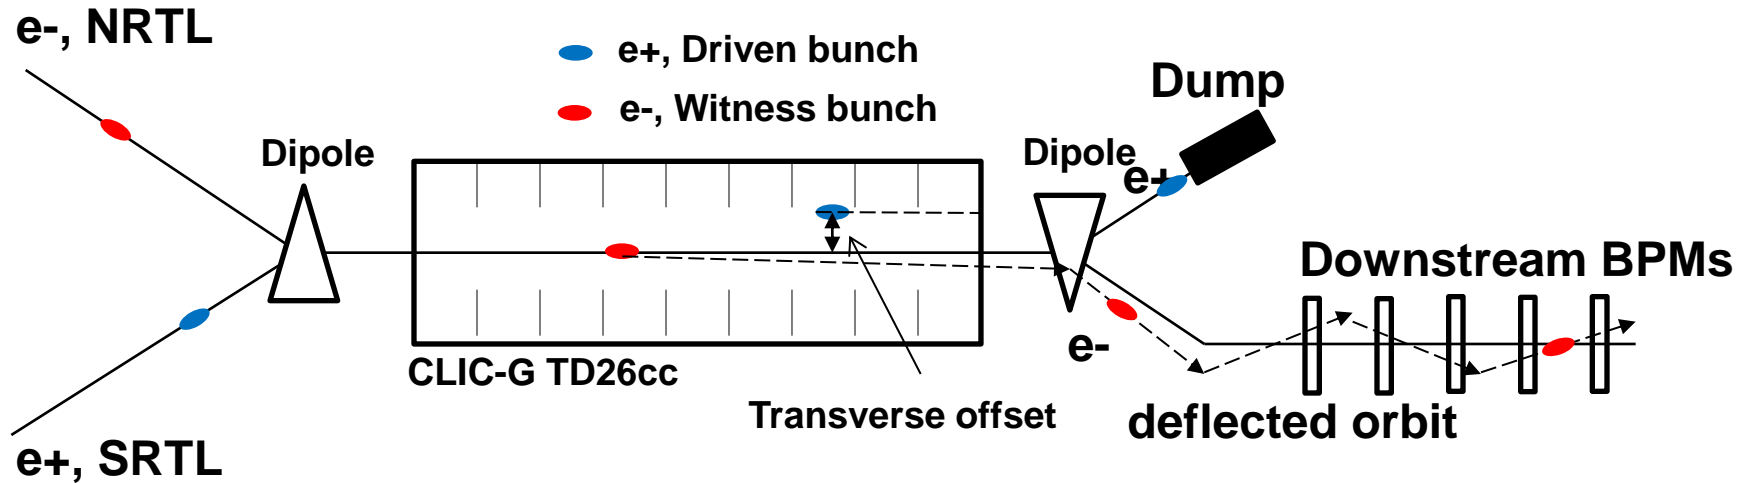 e-, NRTL
e+, Driven bunch
e-, Witness bunch
Dump
Dipole
Dipole
e+
Downstream BPMs
e-
CLIC-G TD26cc
Transverse offset
deflected orbit
e+, SRTL